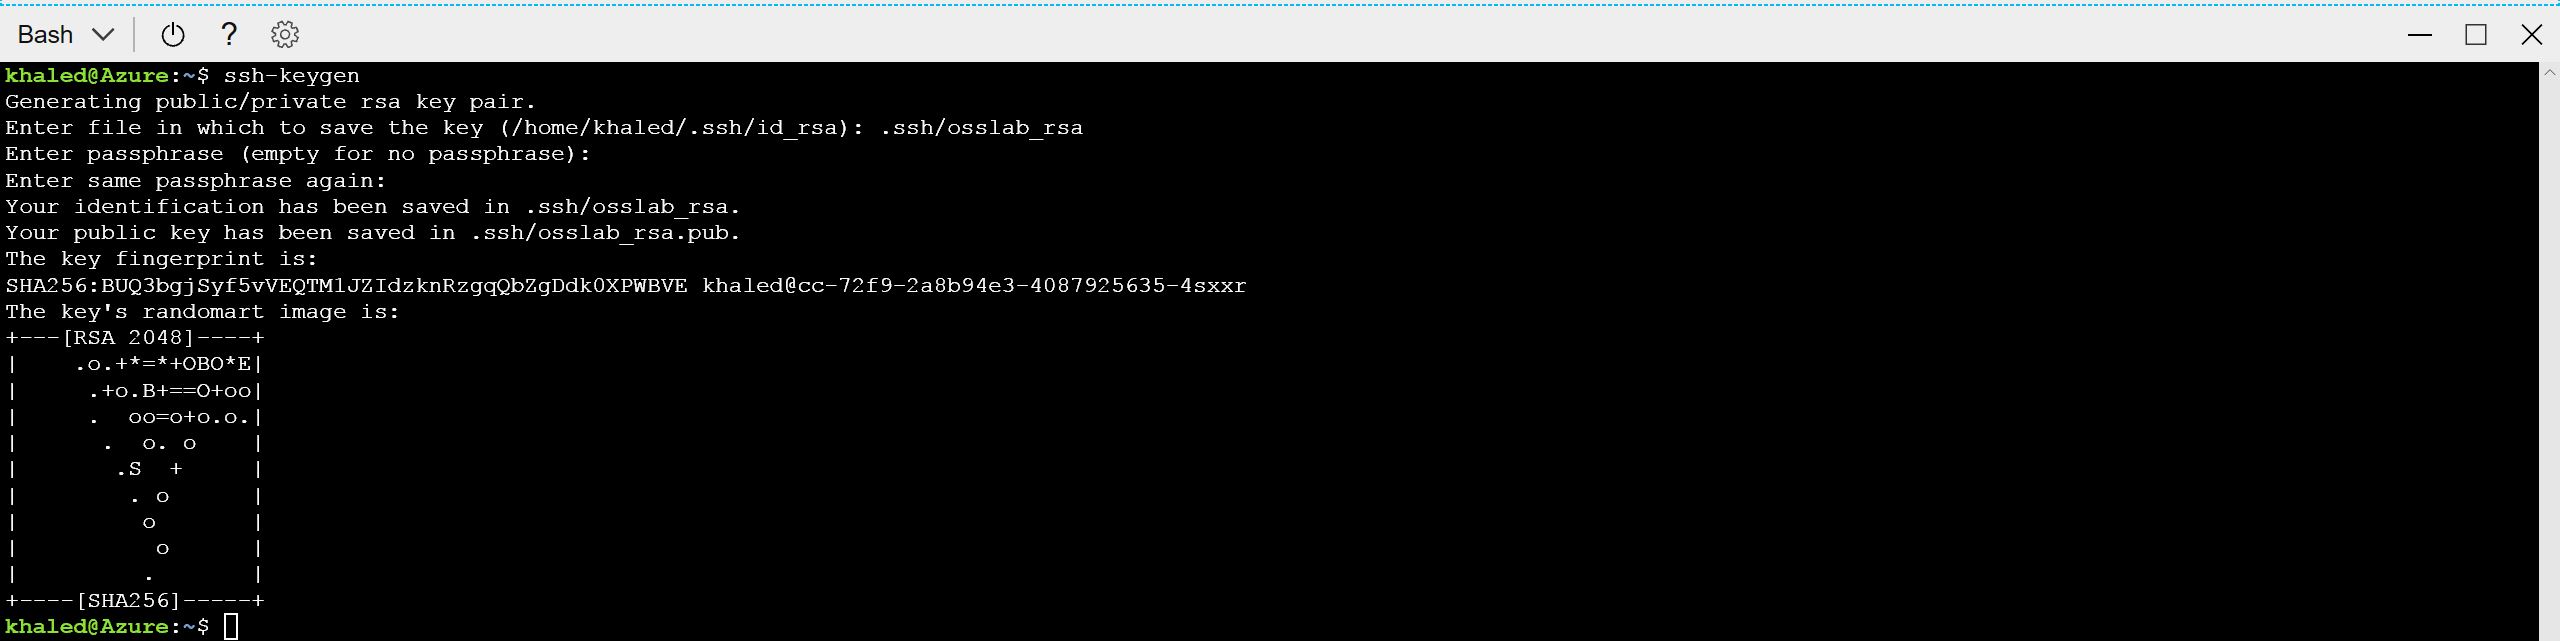 Bash ?
khaled@Azure:~$ ssh-keygen
Generating public/private rsa key pair.
Enter file in which to save the key (/home/khaled/.ssh/id_rsa): .ssh/osslab_rsa
Enter passphrase (empty for no passphrase):
Enter same passphrase again:
Your identification has been saved in .ssh/osslab_rsa.
Your public key has been saved in .ssh/osslab_rsa.pub.
The key fingerprint is:
SHA256:BUQ3bgjSyf5vVEQTM1JZIdzknRzgqQbZgDdk0XPWBVE khaled@cc-72f9-2a8b94e3-4087925635-4sxxr
The key's randomart image is:
+---[RSA 2048]----+
|     .o.+*=*+OBO*E|
|      .+o.B+==O+oo|
|      .  oo=o+o.o.|
|       .  o. o    |
|        .S  +     |
|         . o      |
|          o       |
|           o      |
|          .       |
+----[SHA256]-----+
khaled@Azure:~$